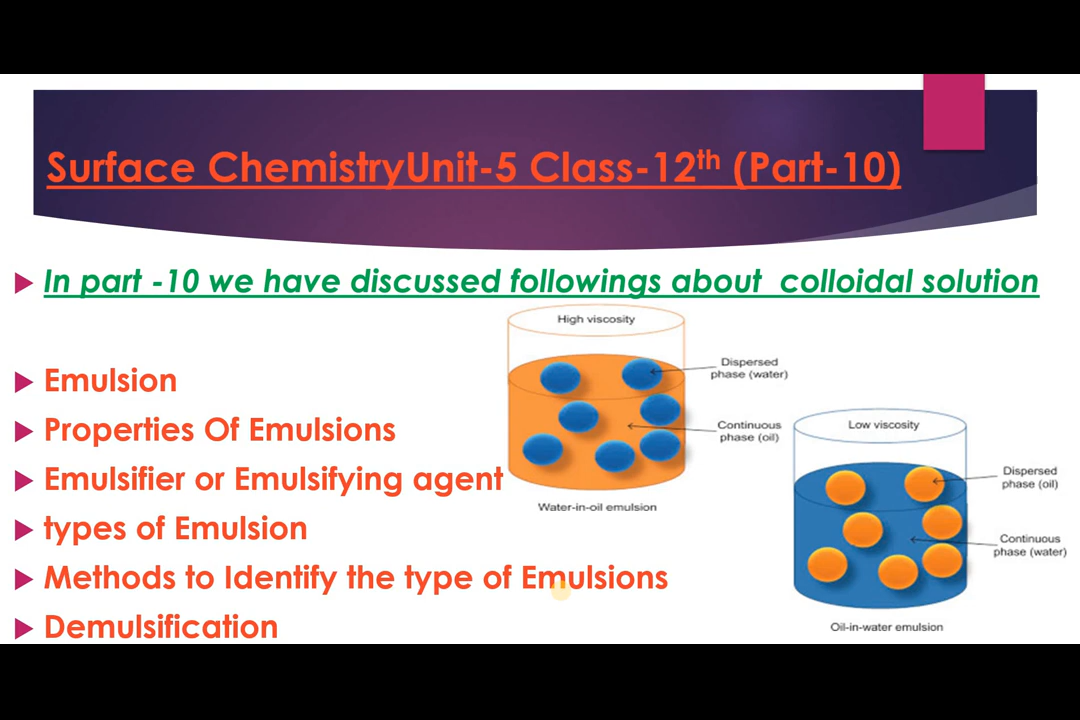 Surface ChemistryUnit-5 Class-12th (Part-10)
In part -10 we have discussed followings about colloidal solution
Emulsion
Properties Of Emulsions
Emulsifier or Emulsifying agent
types of Emulsion
Methods to Identify the type of Emulsions
Demulsification
High viscosity
Dispersed
phase (water)
Continuous
phase (oil)
Water-in-oil emulsion
Low viscosity
Dispersed
phase (oil)
Continuous
phase (water)
Oil-in-water emulsion